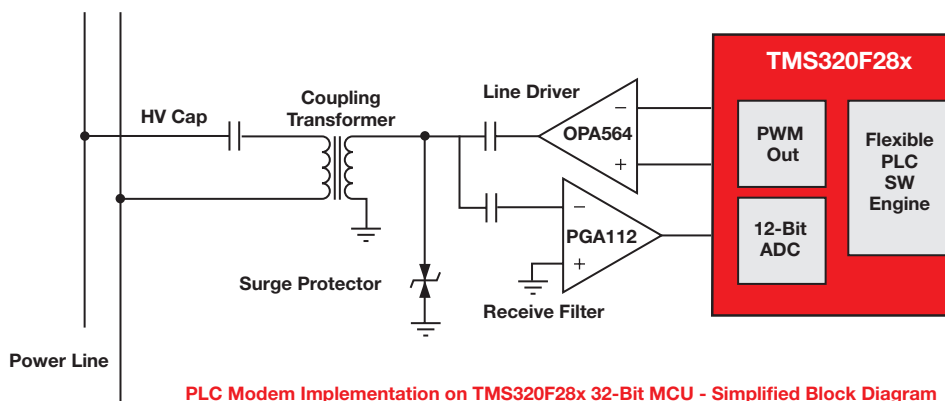 TMS320F28x
Coupling
Transformer
HV Cap
Line Driver
−
OPA564
+
PWM
Out
Flexible
PLC
SW
Engine
−
PGA112
+
12-Bit
ADC
Surge Protector
Receive Filter
Power Line
PLC Modem Implementation on TMS320F28x 32-Bit MCU - Simplified Block Diagram